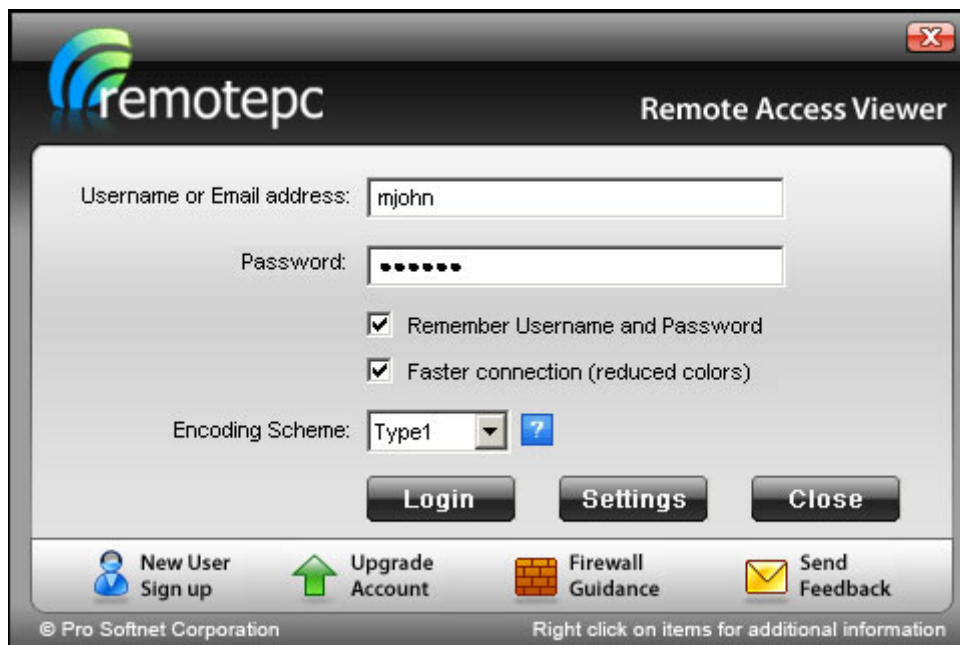 remotepc
Remote Access Viewer
Username or Email address: mjohn
Password: ••••••
Remember Username and Password
Faster connection (reduced colors)
Encoding Scheme: Type1 ?
Login Settings Close
New User
Sign up
Upgrade
Account
Firewall
Guidance
Send
Feedback
© Pro Softnet Corporation
Right click on items for additional information